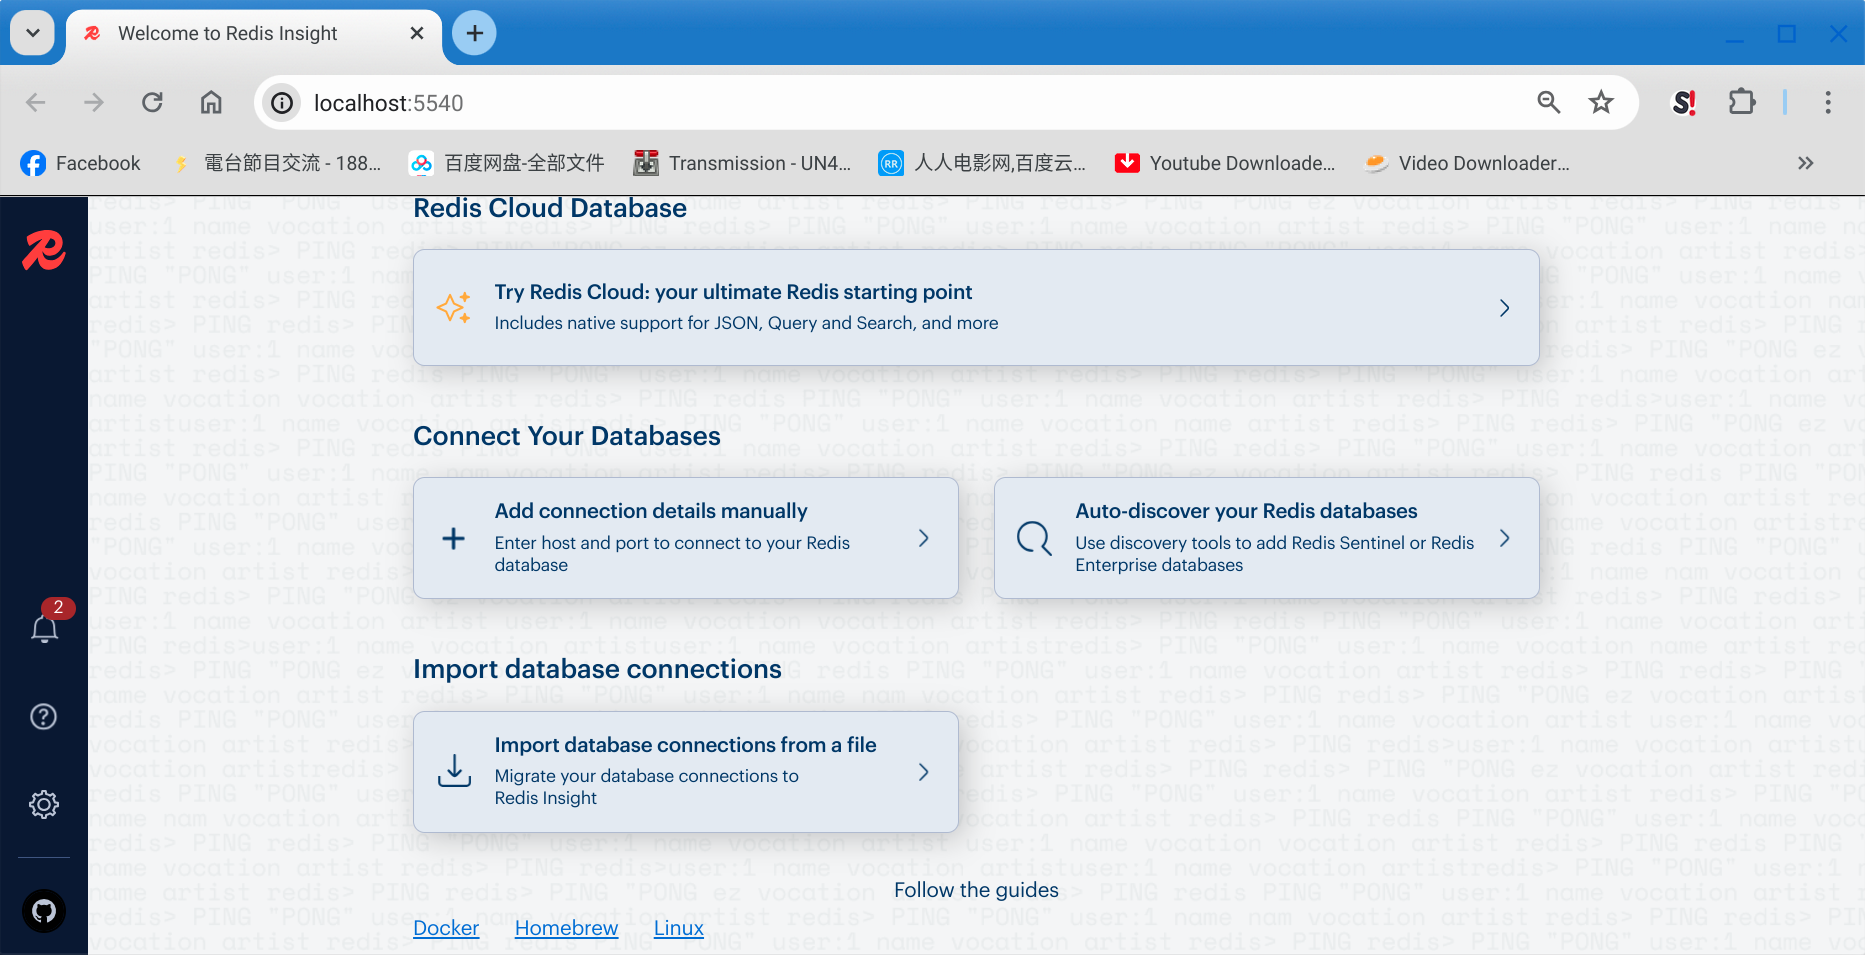 Welcome to Redis Insight
localhost:5540
S!
Facebook
電台節目交流 - 188...
百度网盘-全部文件
Transmission - UN4...
RR
人人电影网,百度云...
Youtube Downloade...
Video Downloader...
Redis Cloud Database
Try Redis Cloud: your ultimate Redis starting point
Includes native support for JSON, Query and Search, and more
Connect Your Databases
Add connection details manually
Enter host and port to connect to your Redis
database
Auto-discover your Redis databases
Use discovery tools to add Redis Sentinel or Redis
Enterprise databases
2
Import database connections
Import database connections from a file
Migrate your database connections to
Redis Insight
Follow the guides
Docker
Homebrew
Linux